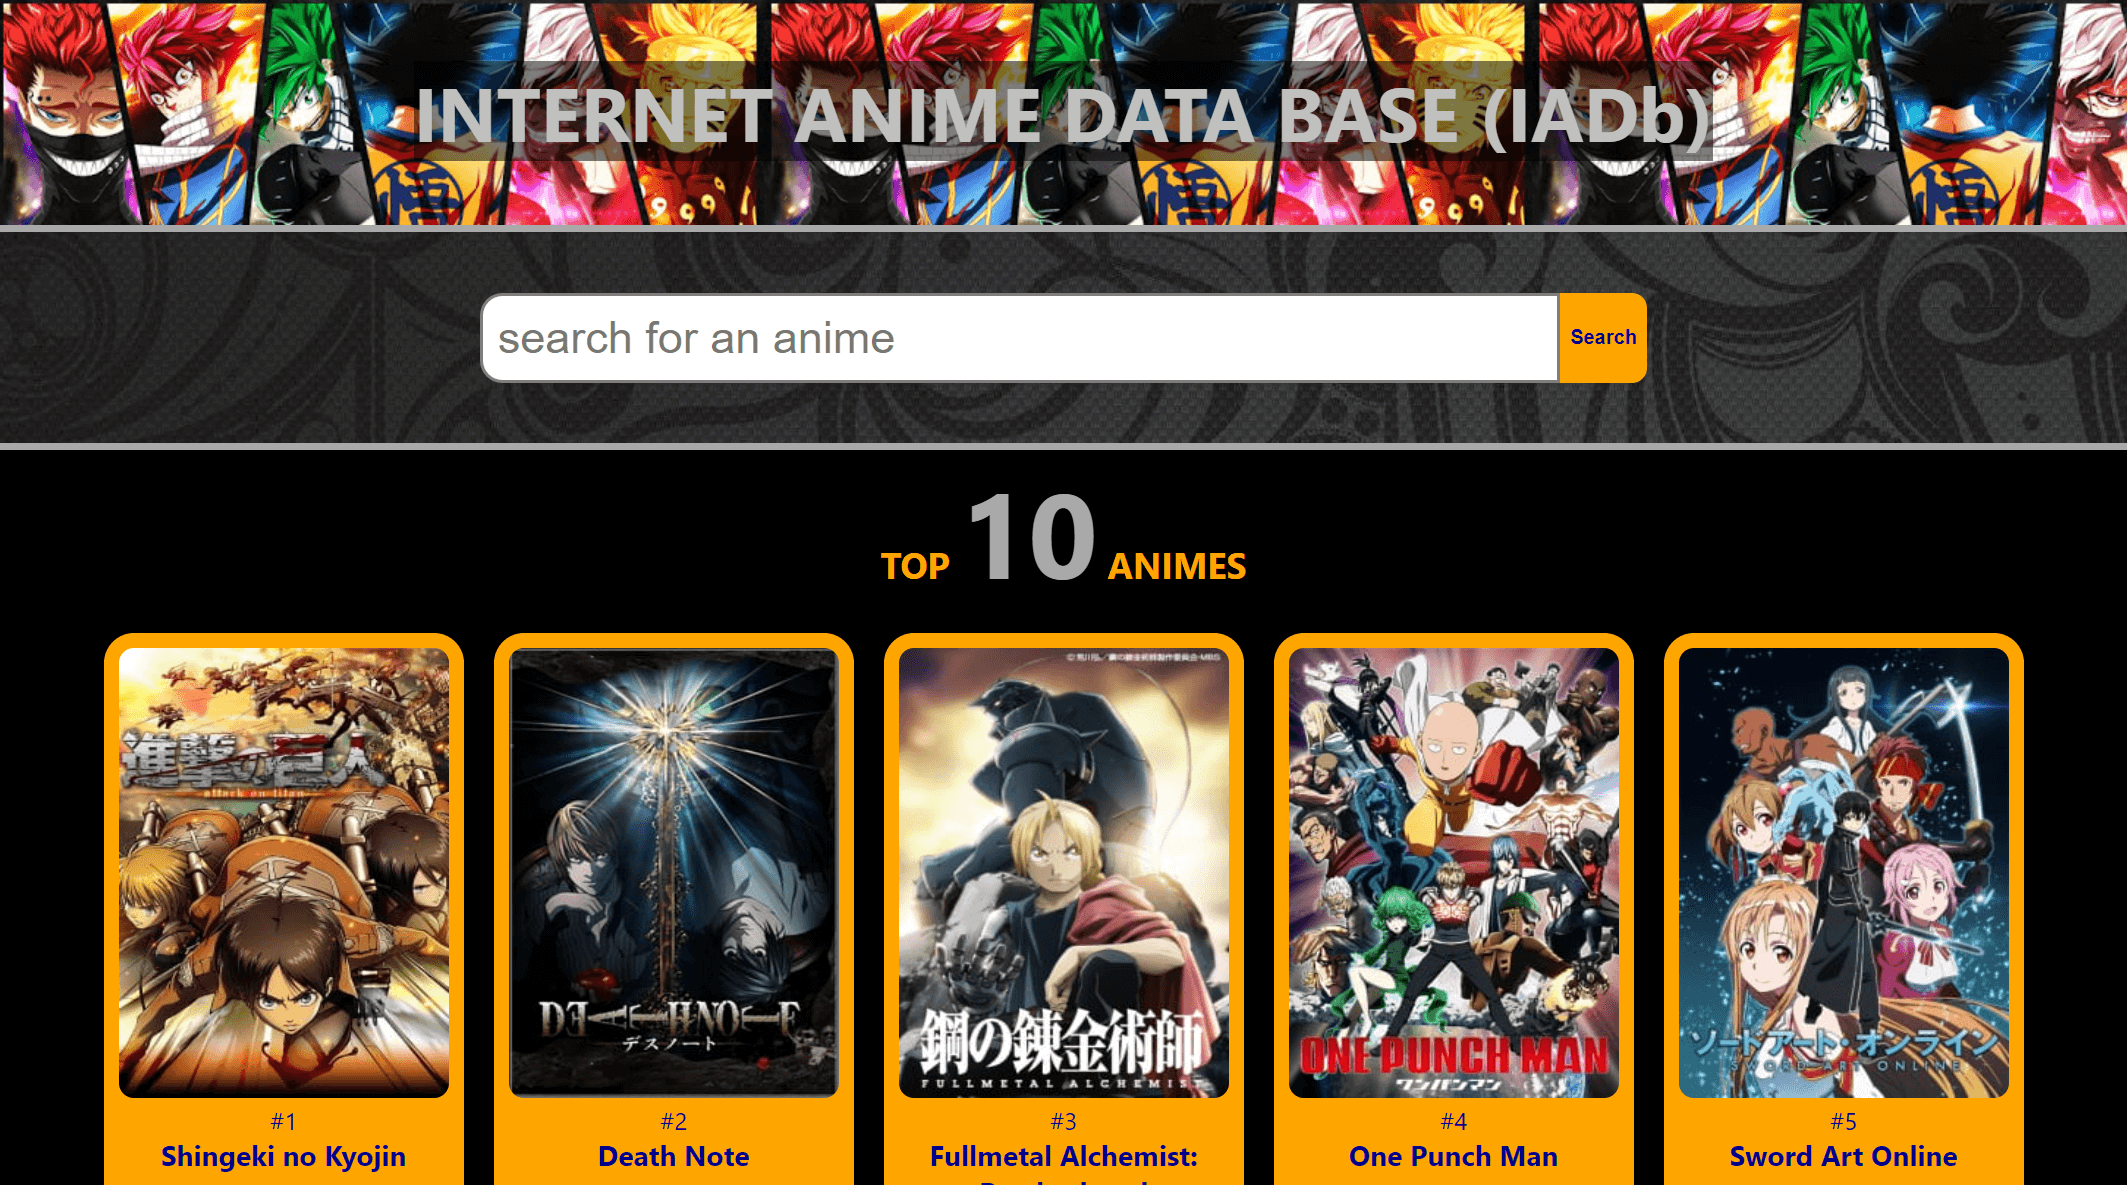 INTERNET ANIME DATA BASE (IADb)
search for an anime
Search
TOP 10 ANIMES
進撃の巨人
attack on titan
DEATH NOTE
デスノート
鋼の錬金術師
FULLMETAL ALCHEMIST
ONE PUNCH MAN
ワンパンマン
ソードアート・オンライン
SWORD ART ONLINE
#1
Shingeki no Kyojin
#2
Death Note
#3
Fullmetal Alchemist:
#4
One Punch Man
#5
Sword Art Online